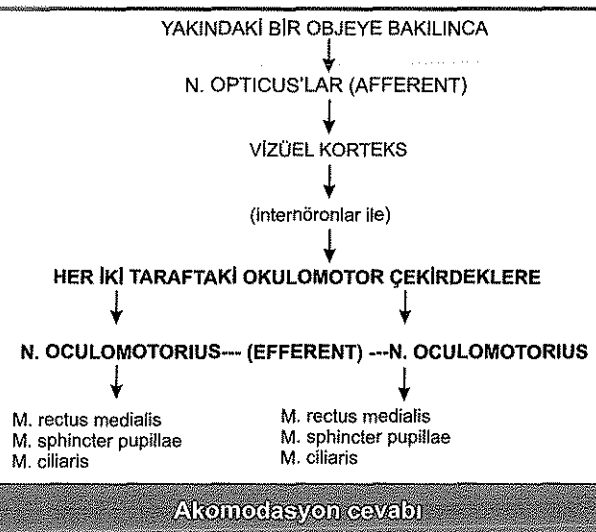 YAKINDAKİ BİR OBJEYE BAKILINCA
N. OPTICUS'LAR (AFFERENT)
VİZÜEL KORTEKS
(internöronlar ile)
HER İKİ TARAFTAKİ OKULOMOTOR ÇEKİRDEKLERE
N. OCULOMOTORIUS---- (EFFERENT) ---N. OCULOMOTORIUS
M. rectus medialis M. rectus medialis
M. sphincter pupillae M. sphincter pupillae
M. ciliaris M. ciliaris
Akomodasyon cevabı